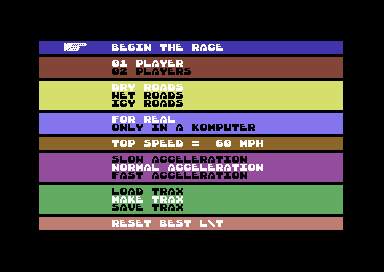 BEGIN THE RACE
01 PLAYER
02 PLAYERS
DRY ROADS
WET ROADS
ICY ROADS
FOR REAL
ONLY IN A KOMPUTER
TOP SPEED = 60 MPH
SLOW ACCELERATION
NORMAL ACCELERATION
FAST ACCELERATION
LOAD TRAX
MAKE TRAX
SAVE TRAX
RESET BEST L\T